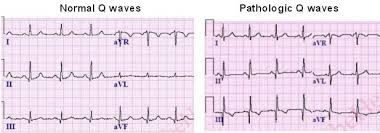 Normal Q waves
Pathologic Q waves
I
aVR
II
aVL
III
aVF
I
aVR
II
aVL
III
aVF